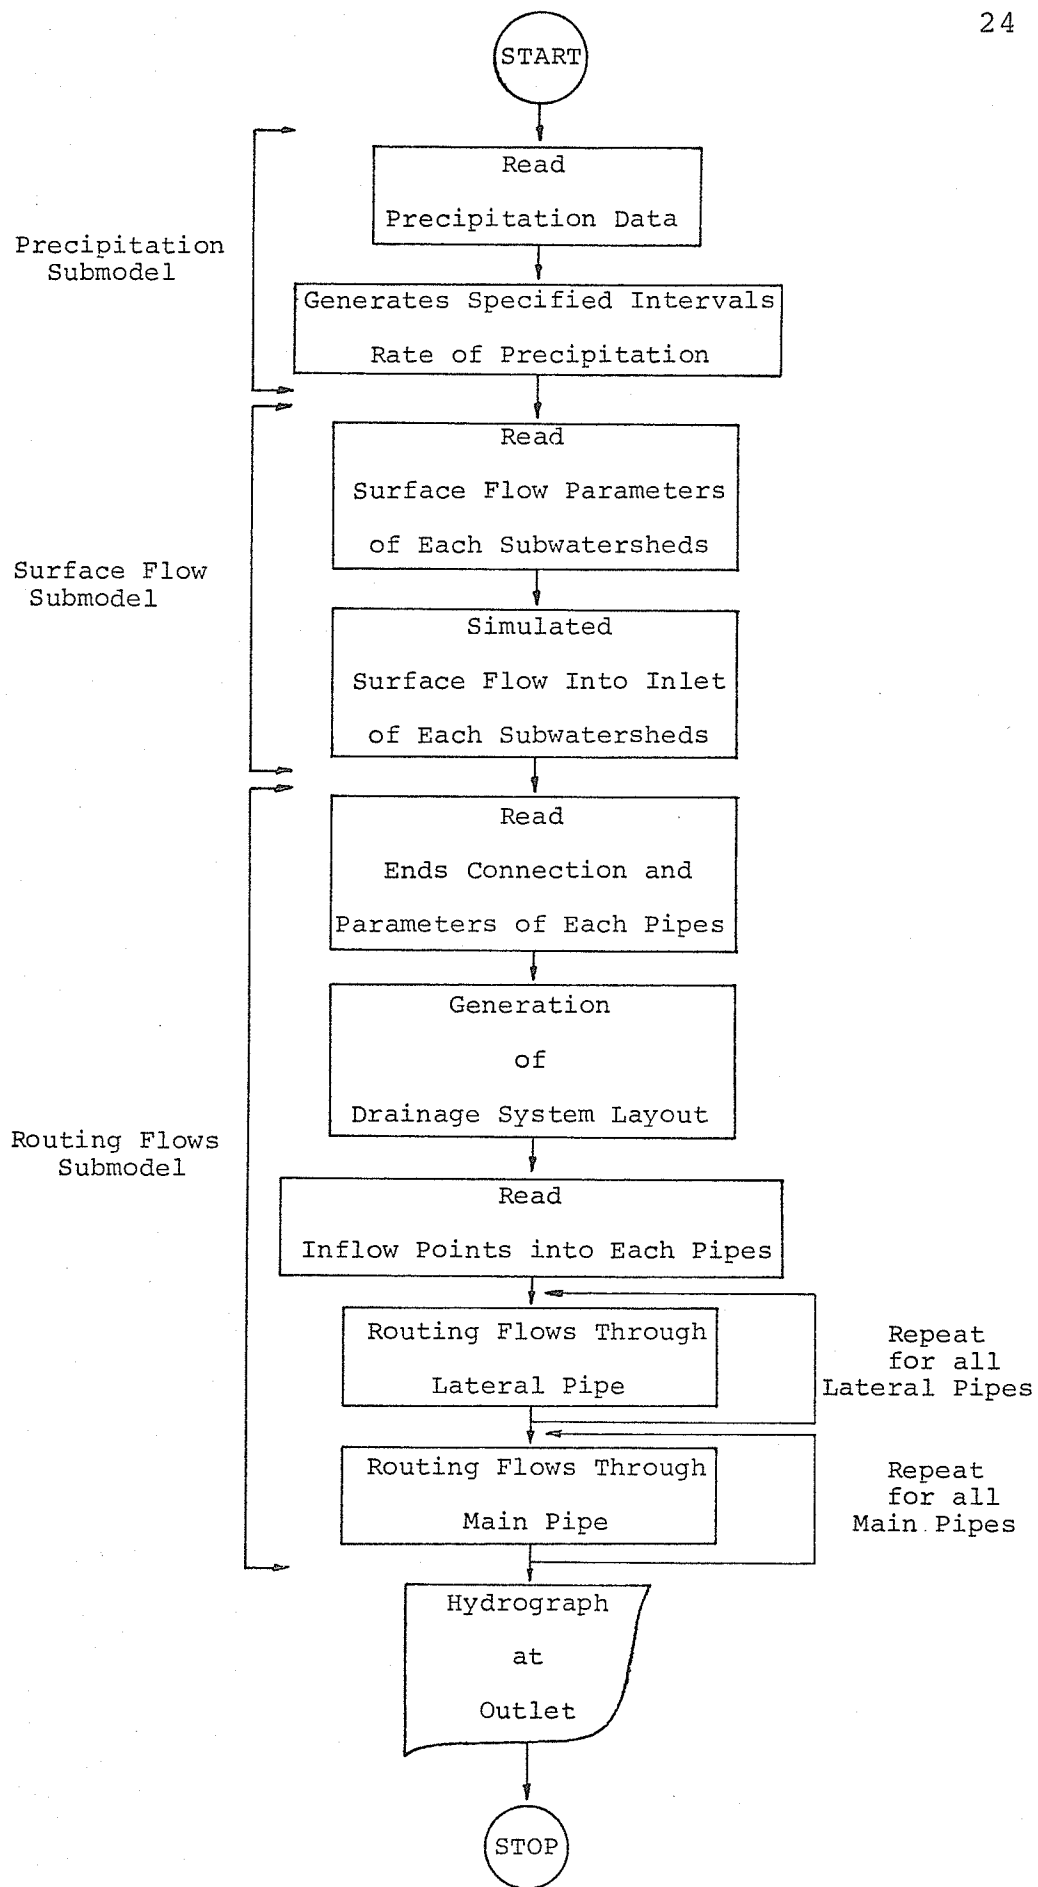 24
START
Read
Precipitation Data
Precipitation
Submodel
Generates Specified Intervals
Rate of Precipitation
Read
Surface Flow Parameters
of Each Subwatersheds
Surface Flow
Submodel
Simulated
Surface Flow Into Inlet
of Each Subwatersheds
Read
Ends Connection and
Parameters of Each Pipes
Generation
of
Drainage System Layout
Routing Flows
Submodel
Read
Inflow Points into Each Pipes
Routing Flows Through
Lateral Pipe
Repeat
for all
Lateral Pipes
Routing Flows Through
Main Pipe
Repeat
for all
Main Pipes
Hydrograph
at
Outlet
STOP